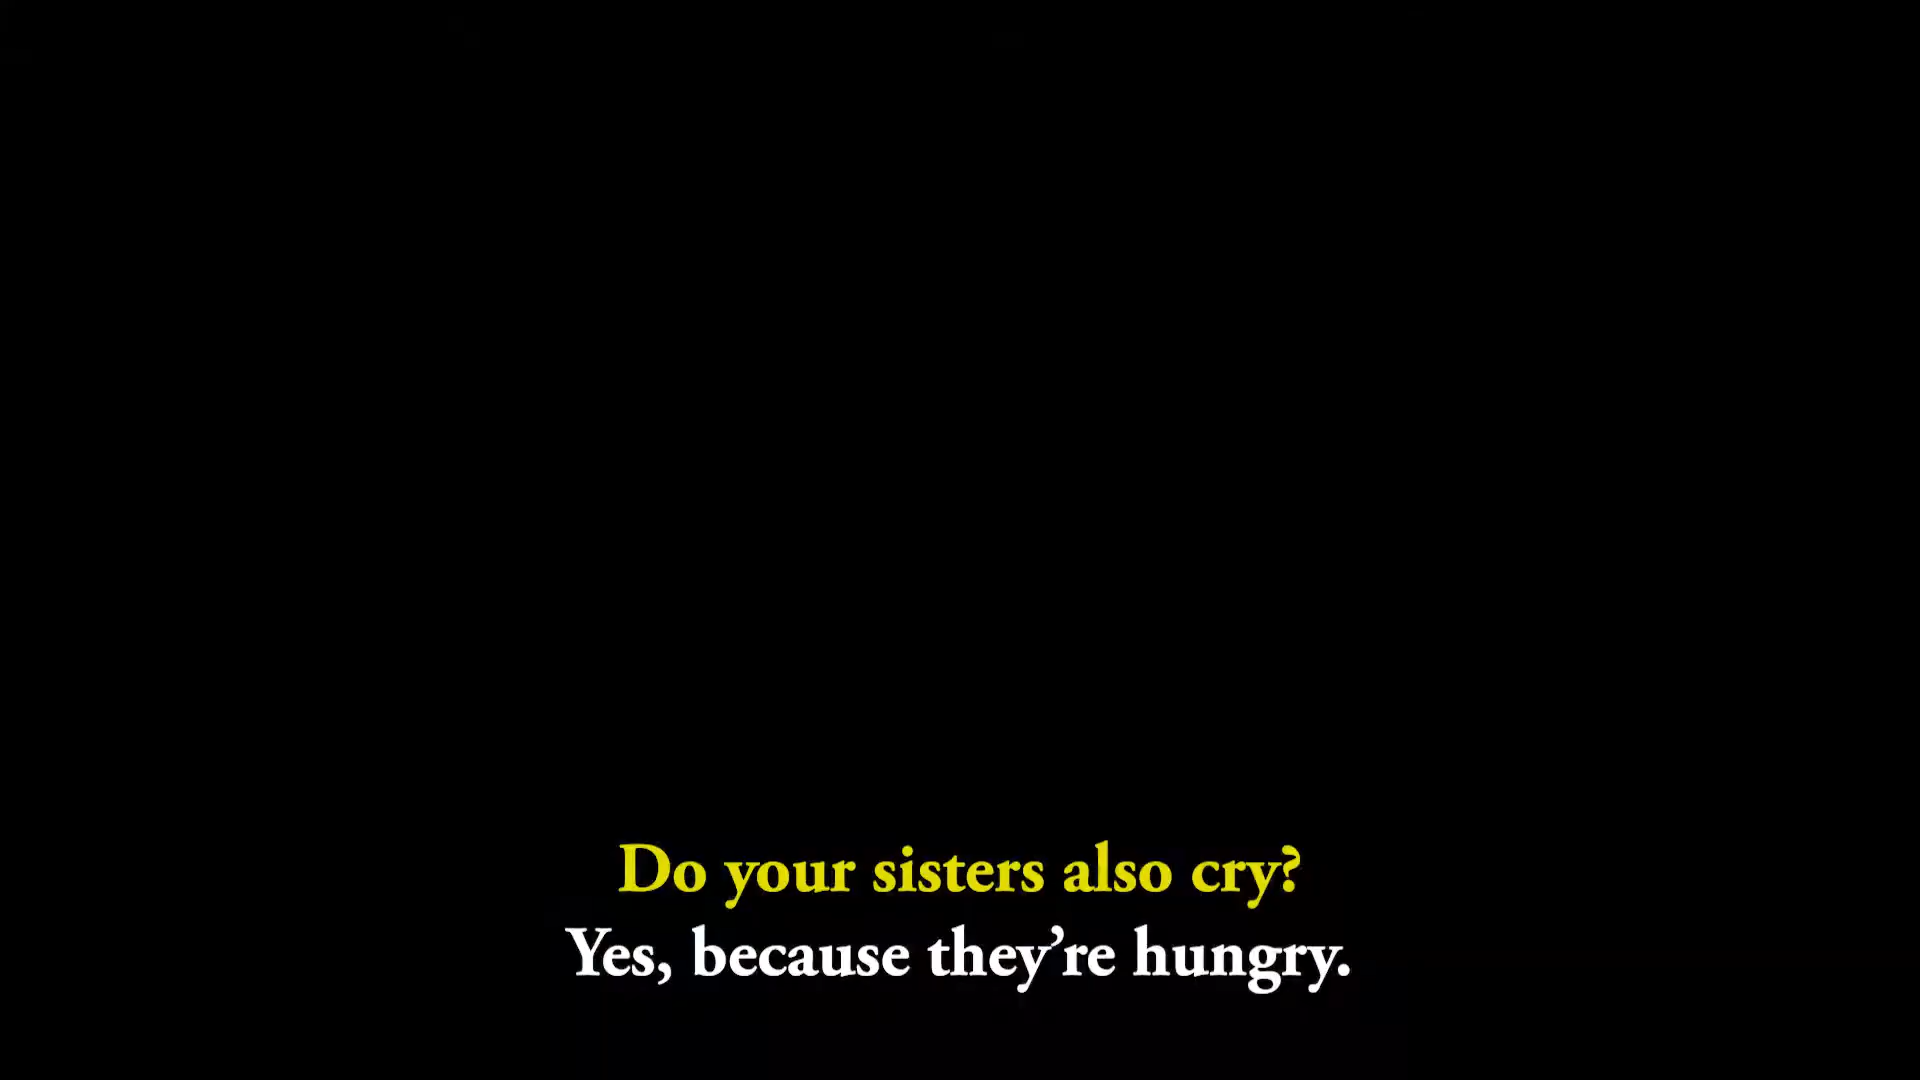 Do your sisters also cry?
Yes, because they’re hungry.